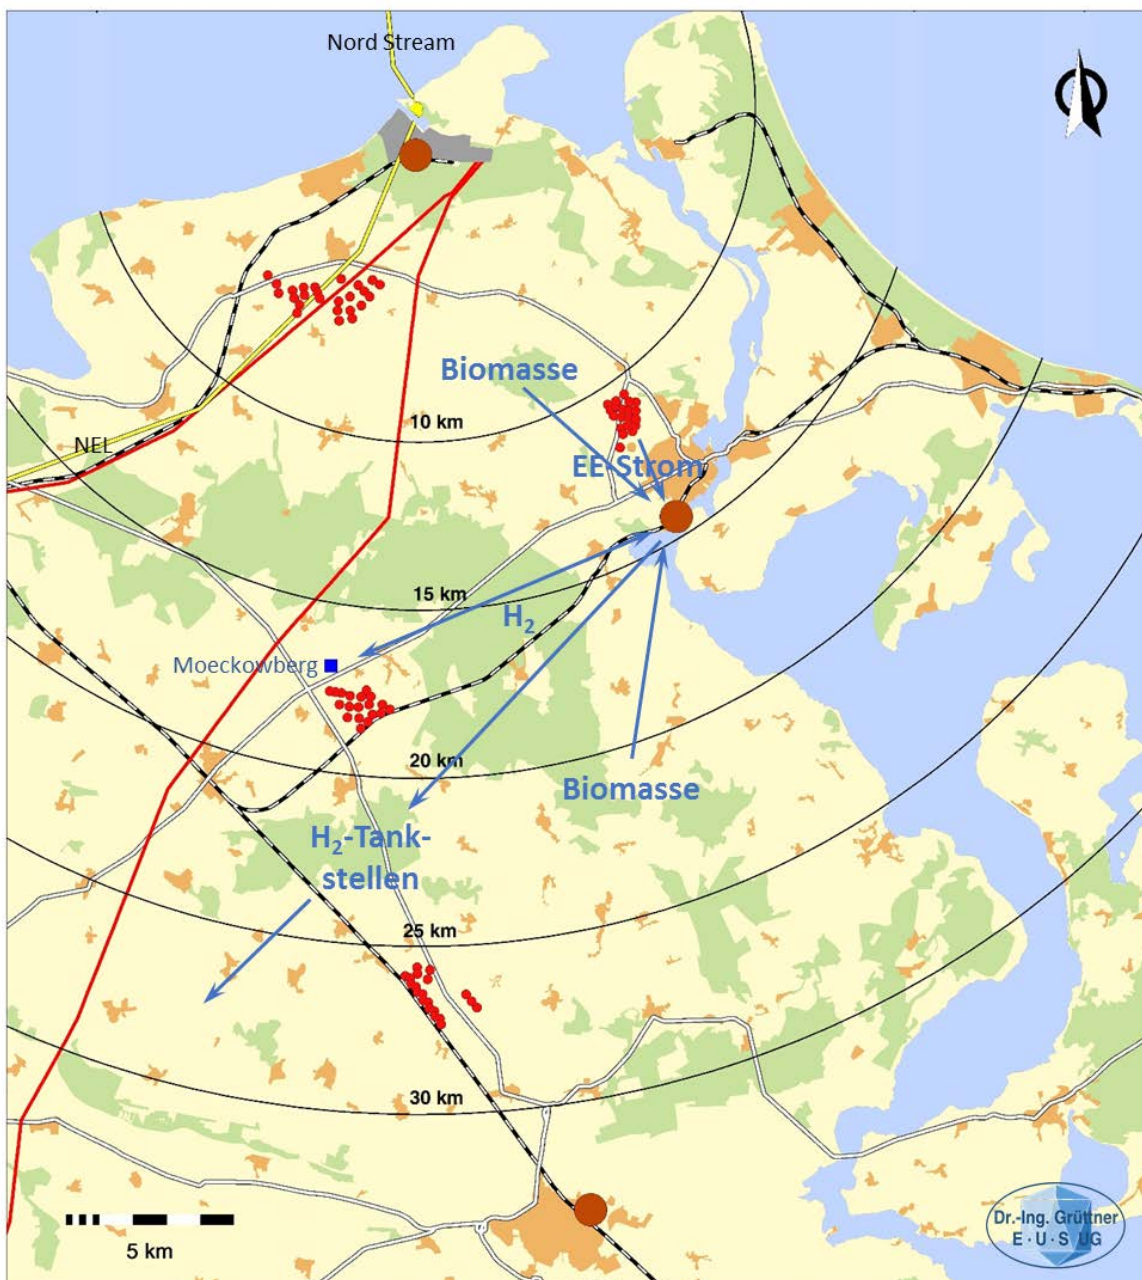 Nord Stream
Biomasse
10 km
NEL
EE-Strom
15 km
H₂
Moeckowberg
20 km
Biomasse
H₂-Tank-
stellen
25 km
30 km
5 km
Dr.-Ing. Grüttner
E · U · S UG